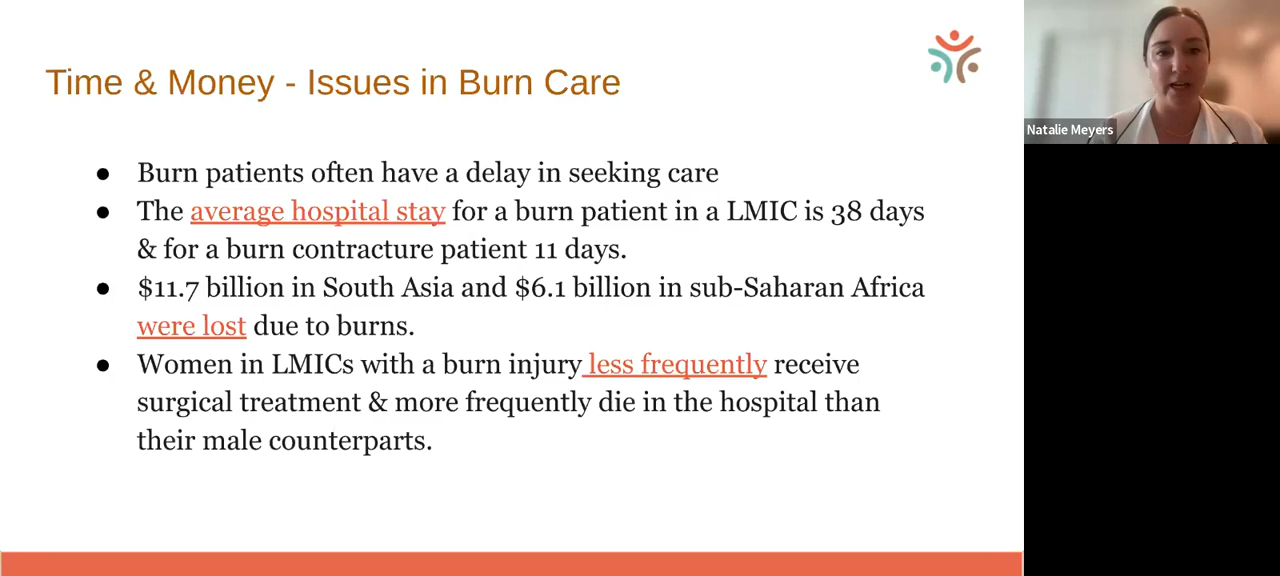 Time & Money - Issues in Burn Care
Natalie Meyers
● Burn patients often have a delay in seeking care
● The average hospital stay for a burn patient in a LMIC is 38 days
& for a burn contracture patient 11 days.
● $11.7 billion in South Asia and $6.1 billion in sub-Saharan Africa
were lost due to burns.
● Women in LMICs with a burn injury less frequently receive
surgical treatment & more frequently die in the hospital than
their male counterparts.